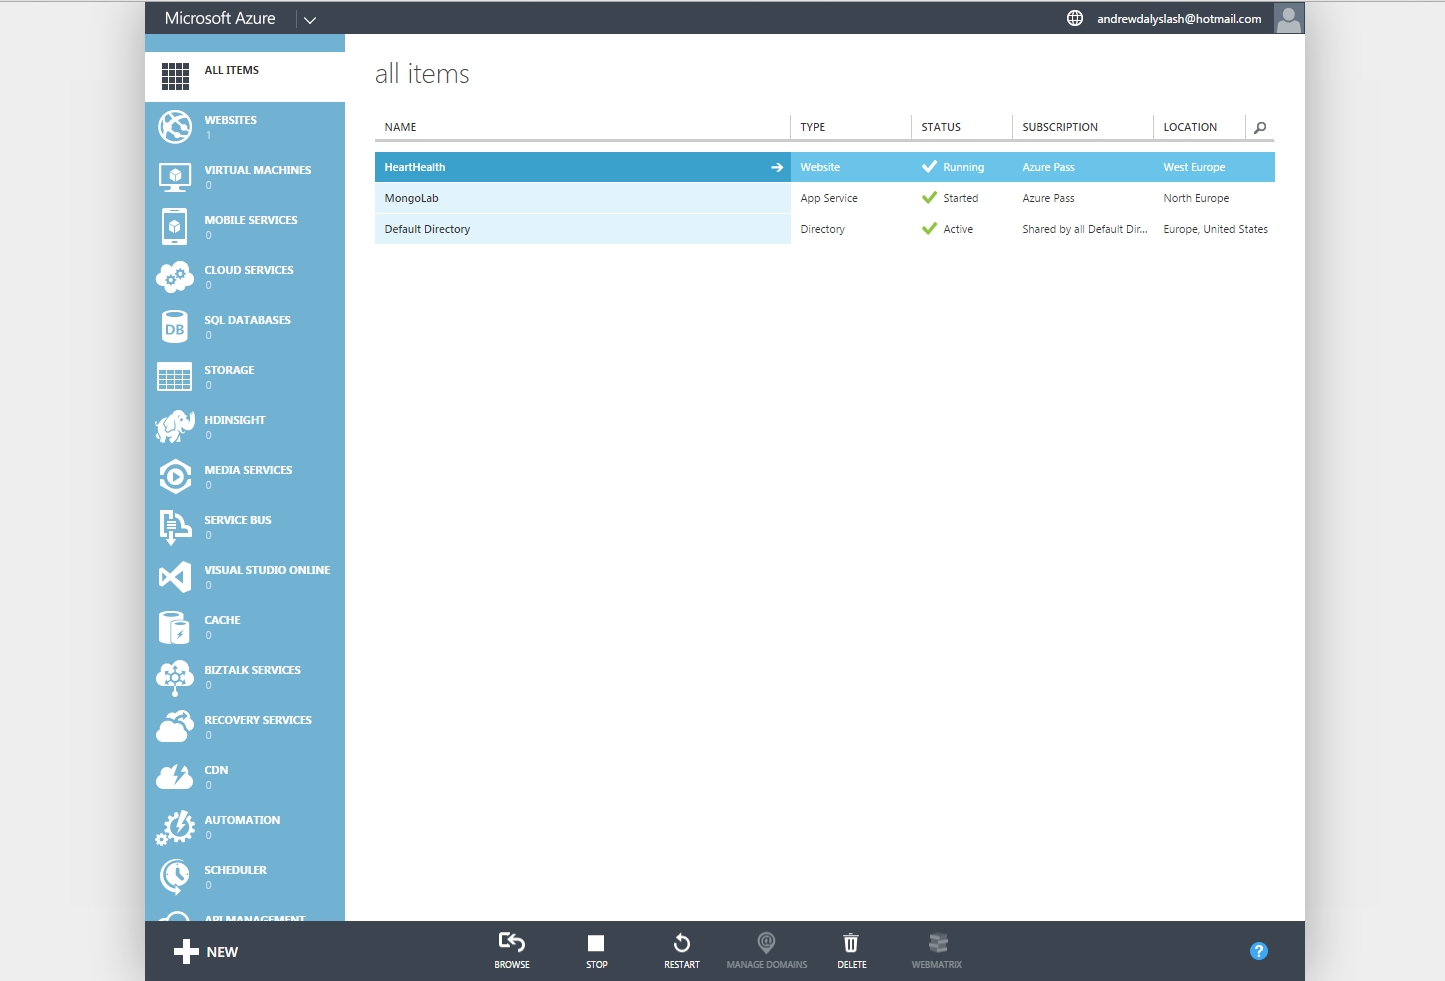 Microsoft Azure
andrewdalyslash@hotmail.com
ALL ITEMS
WEBSITES
1
VIRTUAL MACHINES
0
MOBILE SERVICES
0
CLOUD SERVICES
0
SQL DATABASES
0
DB
STORAGE
0
HDINSIGHT
0
MEDIA SERVICES
0
SERVICE BUS
0
VISUAL STUDIO ONLINE
0
CACHE
0
BIZTALK SERVICES
0
RECOVERY SERVICES
0
CDN
0
AUTOMATION
0
SCHEDULER
0
API MANAGEMENT
all items
NAME TYPE STATUS SUBSCRIPTION LOCATION
HeartHealth Website Running Azure Pass West Europe
MongoLab App Service Started Azure Pass North Europe
Default Directory Directory Active Shared by all Default Dir... Europe, United States
NEW
BROWSE STOP RESTART MANAGE DOMAINS DELETE WEBMATRIX
?